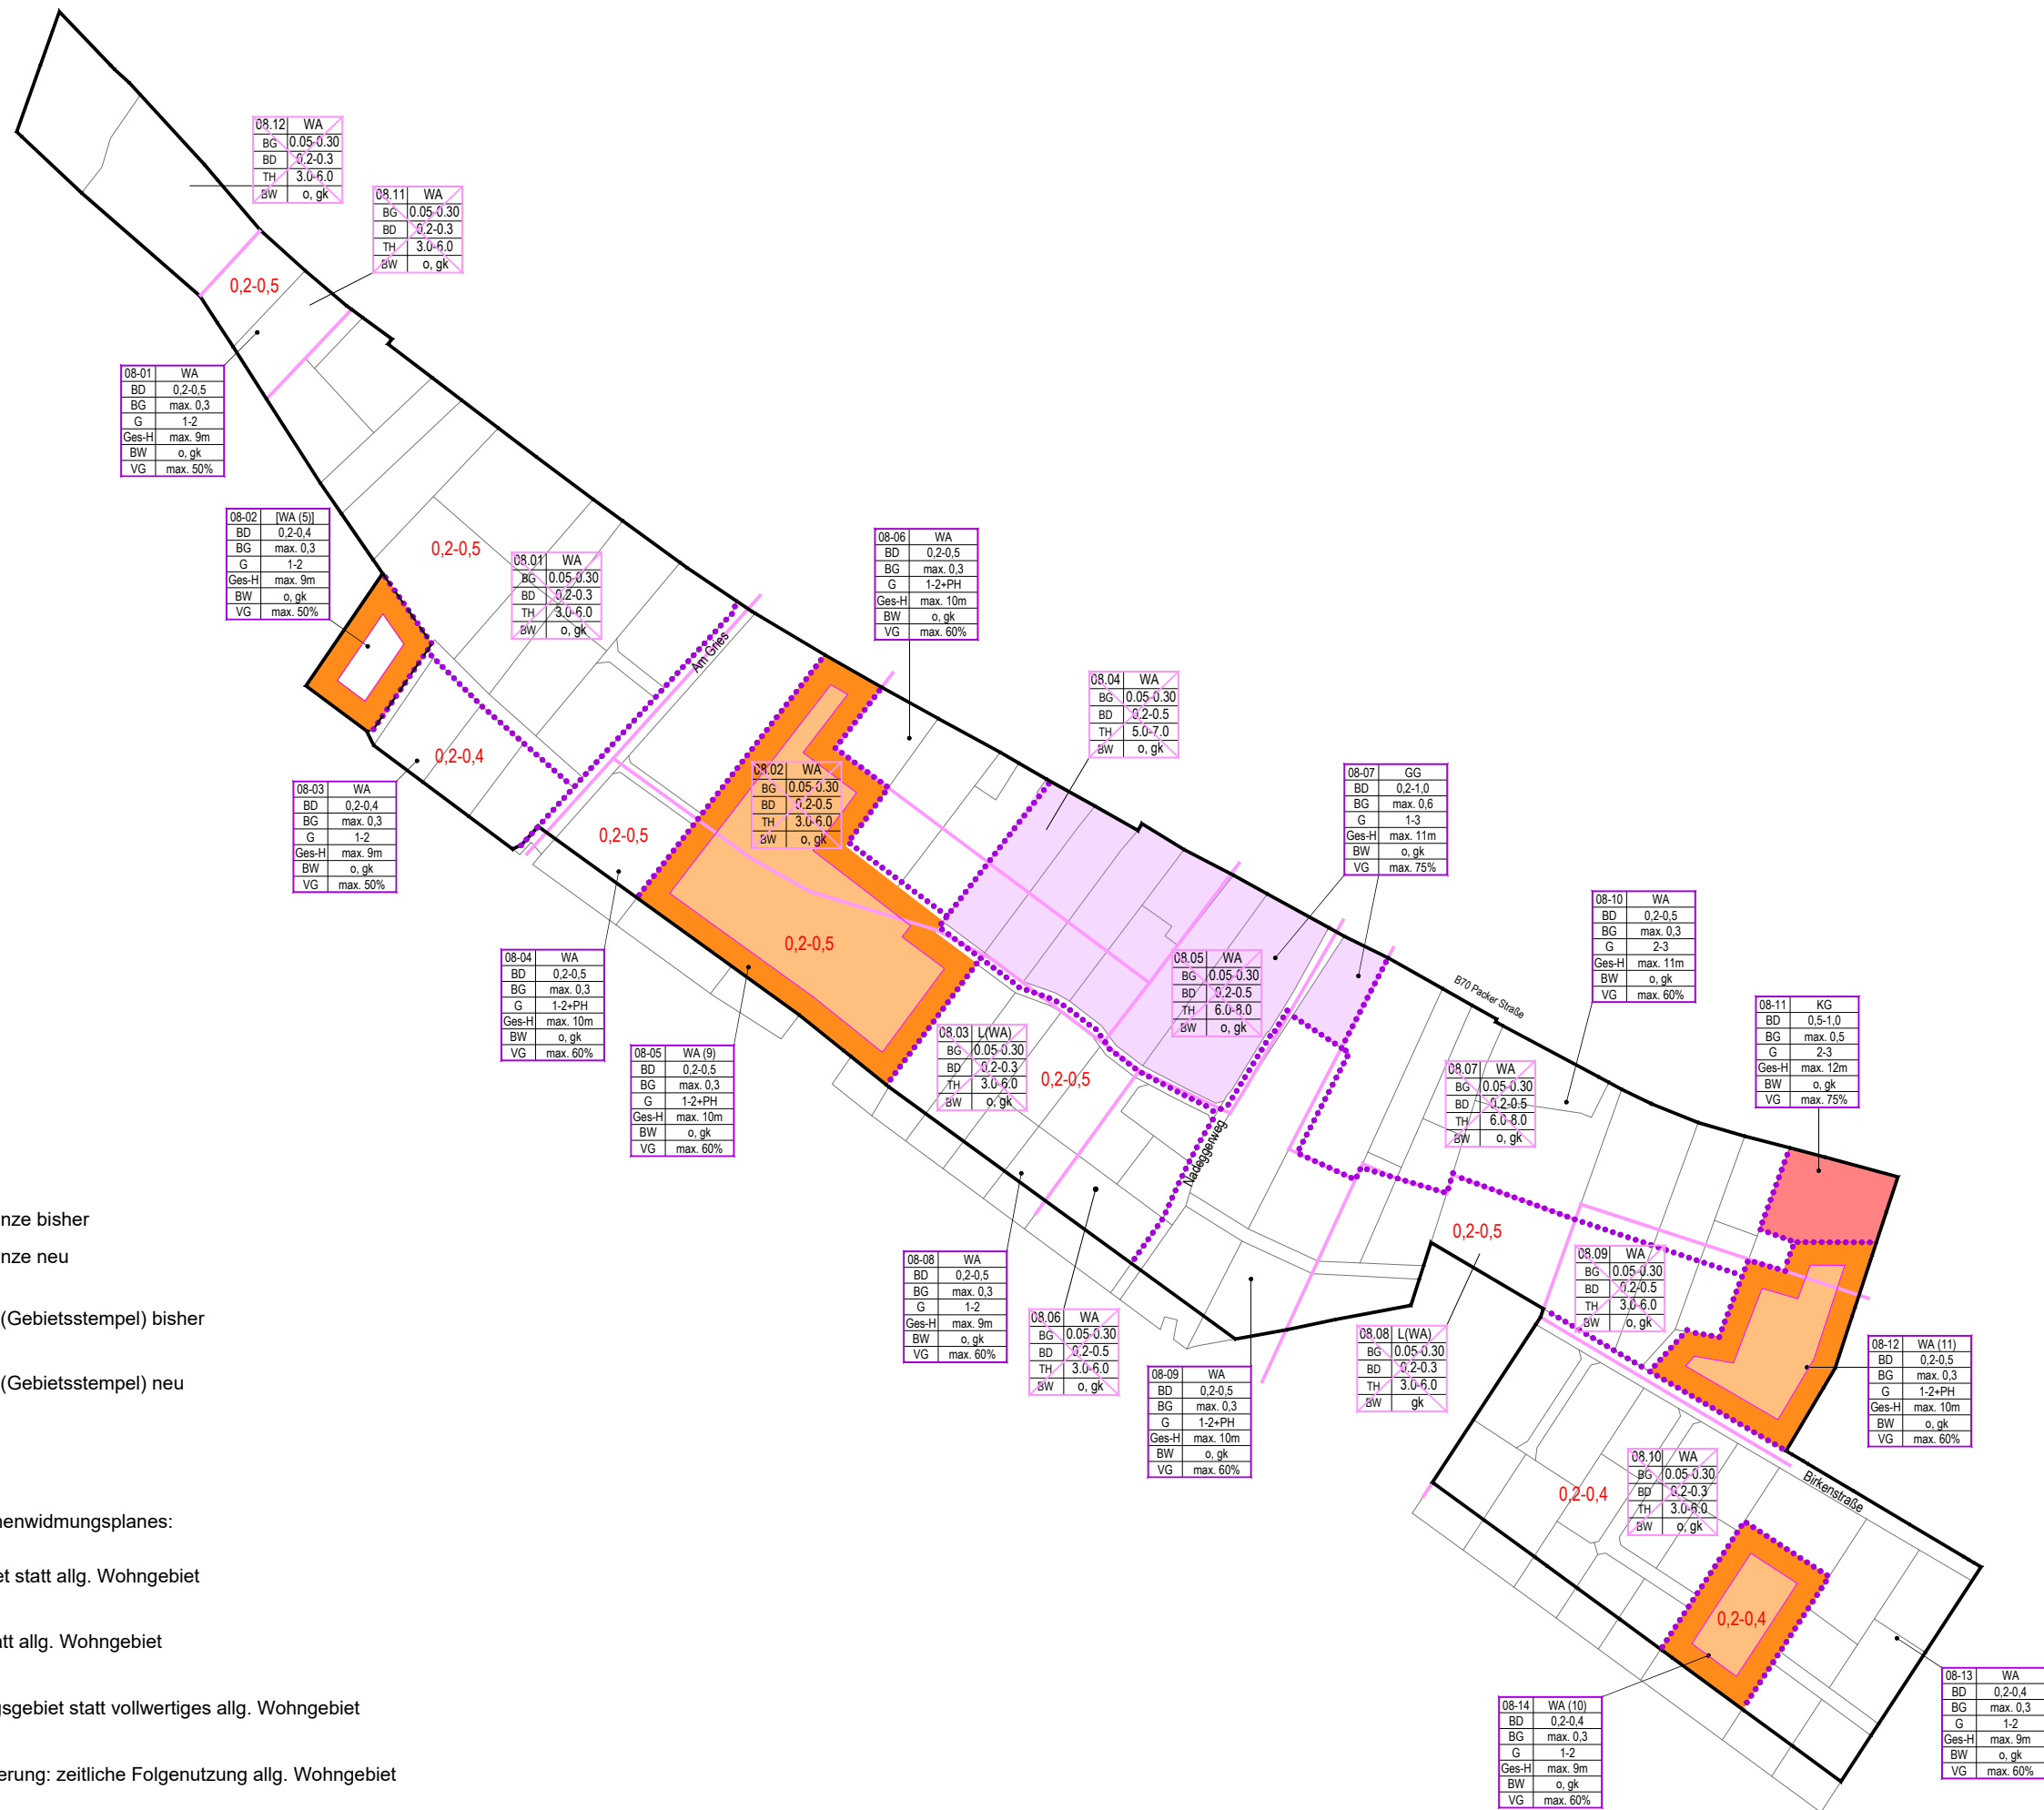 08.12 WA
BG 0.05-0.30
BD 0.2-0.3
TH 3.0-6.0
BW o, gk
08.11 WA
BG 0.05-0.30
BD 0.2-0.3
TH 3.0-6.0
BW o, gk
0,2-0,5
08-01 WA
BD 0,2-0,5
BG max. 0,3
G 1-2
Ges-H max. 9m
BW o, gk
VG max. 50%
08-02 [WA (5)]
BD 0,2-0,4
BG max. 0,3
G 1-2
Ges-H max. 9m
BW o, gk
VG max. 50%
0,2-0,5
08.01 WA
BG 0.05-0.30
BD 0.2-0.3
TH 3.0-6.0
BW o, gk
08-06 WA
BD 0,2-0,5
BG max. 0,3
G 1-2+PH
Ges-H max. 10m
BW o, gk
VG max. 60%
Am Gries
08.04 WA
BG 0.05-0.30
BD 0.2-0.5
TH 5.0-7.0
BW o, gk
0,2-0,4
08-03 WA
BD 0,2-0,4
BG max. 0,3
G 1-2
Ges-H max. 9m
BW o, gk
VG max. 50%
08.02 WA
BG 0.05-0.30
BD 0.2-0.5
TH 3.0-6.0
BW o, gk
0,2-0,5
08-07 GG
BD 0,2-1,0
BG max. 0,6
G 1-3
Ges-H max. 11m
BW o, gk
VG max. 75%
0,2-0,5
08-10 WA
BD 0,2-0,5
BG max. 0,3
G 2-3
Ges-H max. 11m
BW o, gk
VG max. 60%
08-04 WA
BD 0,2-0,5
BG max. 0,3
G 1-2+PH
Ges-H max. 10m
BW o, gk
VG max. 60%
08.05 WA
BG 0.05-0.30
BD 0.2-0.5
TH 6.0-8.0
BW o, gk
B70 Packer Straße
08-11 KG
BD 0,5-1,0
BG max. 0,5
G 2-3
Ges-H max. 12m
BW o, gk
VG max. 75%
08-05 WA (9)
BD 0,2-0,5
BG max. 0,3
G 1-2+PH
Ges-H max. 10m
BW o, gk
VG max. 60%
08.03 L(WA)
BG 0.05-0.30
BD 0.2-0.3
TH 3.0-6.0
BW o, gk
0,2-0,5
08.07 WA
BG 0.05-0.30
BD 0.2-0.5
TH 6.0-8.0
BW o, gk
Nadeggerweg
0,2-0,5
08-08 WA
BD 0,2-0,5
BG max. 0,3
G 1-2
Ges-H max. 9m
BW o, gk
VG max. 60%
08.09 WA
BG 0.05-0.30
BD 0.2-0.5
TH 3.0-6.0
BW o, gk
08.06 WA
BG 0.05-0.30
BD 0.2-0.5
TH 3.0-6.0
BW o, gk
08.08 L(WA)
BG 0.05-0.30
BD 0.2-0.3
TH 3.0-6.0
BW gk
08-12 WA (11)
BD 0,2-0,5
BG max. 0,3
G 1-2+PH
Ges-H max. 10m
BW o, gk
VG max. 60%
08-09 WA
BD 0,2-0,5
BG max. 0,3
G 1-2+PH
Ges-H max. 10m
BW o, gk
VG max. 60%
08.10 WA
BG 0.05-0.30
BD 0.2-0.3
TH 3.0-6.0
BW o, gk
0,2-0,4
Birkenstraße
0,2-0,4
08-13 WA
BD 0,2-0,4
BG max. 0,3
G 1-2
Ges-H max. 9m
BW o, gk
VG max. 60%
08-14 WA (10)
BD 0,2-0,4
BG max. 0,3
G 1-2
Ges-H max. 9m
BW o, gk
VG max. 60%
nze bisher
nze neu
(Gebietsstempel) bisher
(Gebietsstempel) neu
henwidmungsplanes:
et statt allg. Wohngebiet
att allg. Wohngebiet
gsgebiet statt vollwertiges allg. Wohngebiet
erung: zeitliche Folgenutzung allg. Wohngebiet